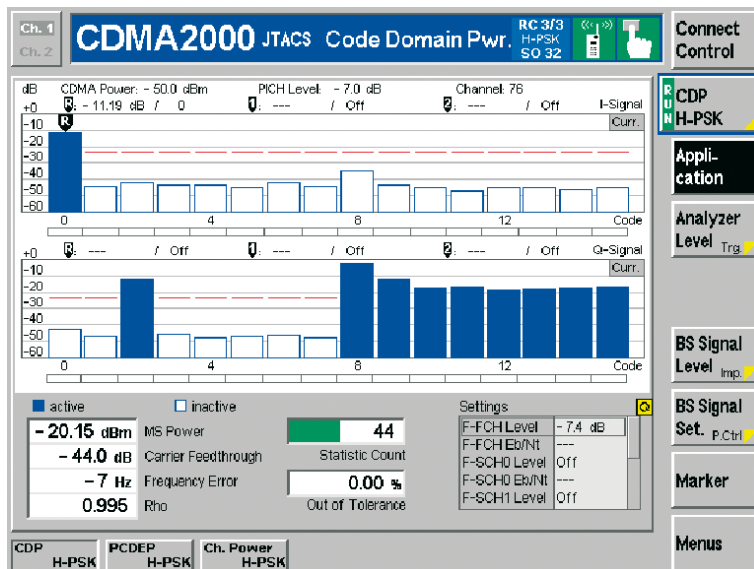 Ch. 1
Ch. 2
CDMA2000 JTACS Code Domain Pwr.
RC 3/3
H-PSK
SO 32
Connect
Control
dB CDMA Power: - 50.0 dBm PICH Level: - 7.0 dB Channel: 76
+0 R: - 11.19 dB / 0 1: --- / Off 2: --- / Off I-Signal
R
Curr.
-10
-20
-30
-40
-50
-60
0 4 8 12 Code
+0 R: --- / Off 1: --- / Off 2: --- / Off Q-Signal
Curr.
-10
-20
-30
-40
-50
-60
0 4 8 12 Code
active inactive
- 20.15 dBm MS Power
- 44.0 dB Carrier Feedthrough
- 7 Hz Frequency Error
0.995 Rho
44
Statistic Count
0.00 %
Out of Tolerance
Settings
F-FCH Level - 7.4 dB
F-FCH Eb/Nt ---
F-SCH0 Level Off
F-SCH0 Eb/Nt ---
F-SCH1 Level Off
RUN
CDP
H-PSK
Appli-
cation
Analyzer
Level Trg.
BS Signal
Level Imp.
BS Signal
Set. P.Ctrl
Marker
Menus
CDP
H-PSK
PCDEP
H-PSK
Ch. Power
H-PSK